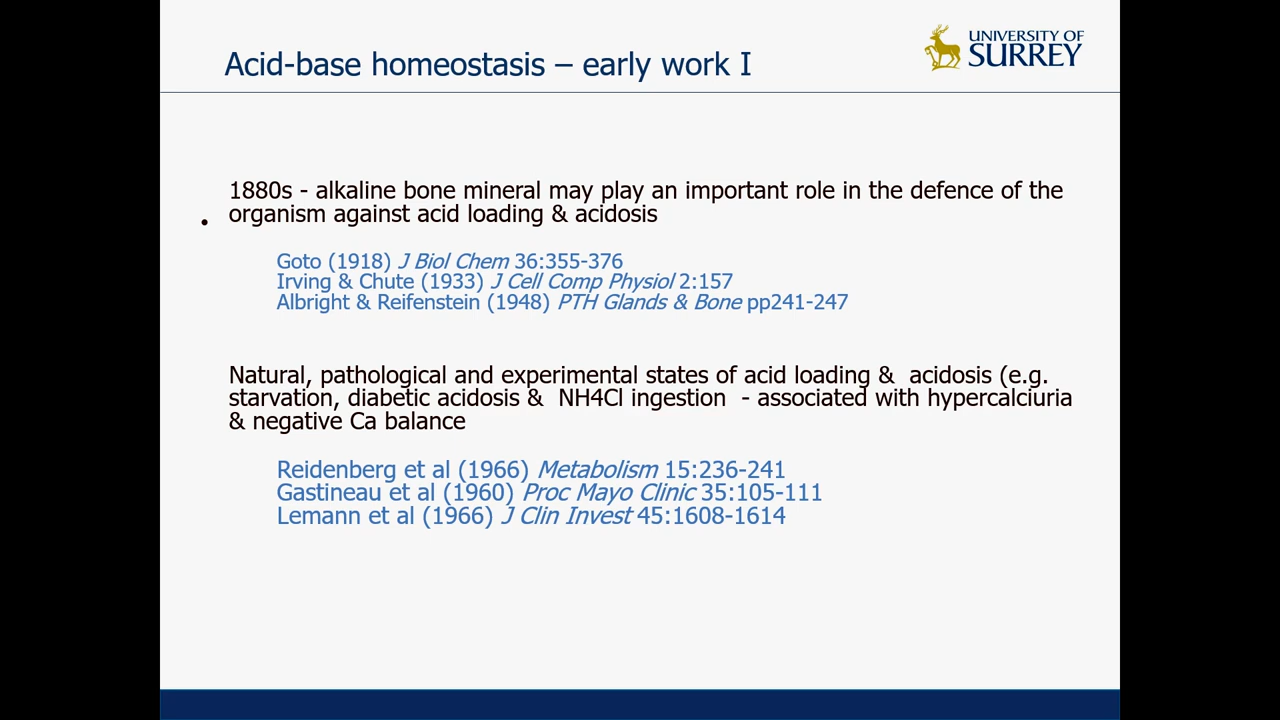 UNIVERSITY OF
SURREY
Acid-base homeostasis – early work I
1880s - alkaline bone mineral may play an important role in the defence of the
• organism against acid loading & acidosis
Goto (1918) J Biol Chem 36:355-376
Irving & Chute (1933) J Cell Comp Physiol 2:157
Albright & Reifenstein (1948) PTH Glands & Bone pp241-247
Natural, pathological and experimental states of acid loading &  acidosis (e.g.
starvation, diabetic acidosis &  NH4Cl ingestion  - associated with hypercalciuria
& negative Ca balance
Reidenberg et al (1966) Metabolism 15:236-241
Gastineau et al (1960) Proc Mayo Clinic 35:105-111
Lemann et al (1966) J Clin Invest 45:1608-1614